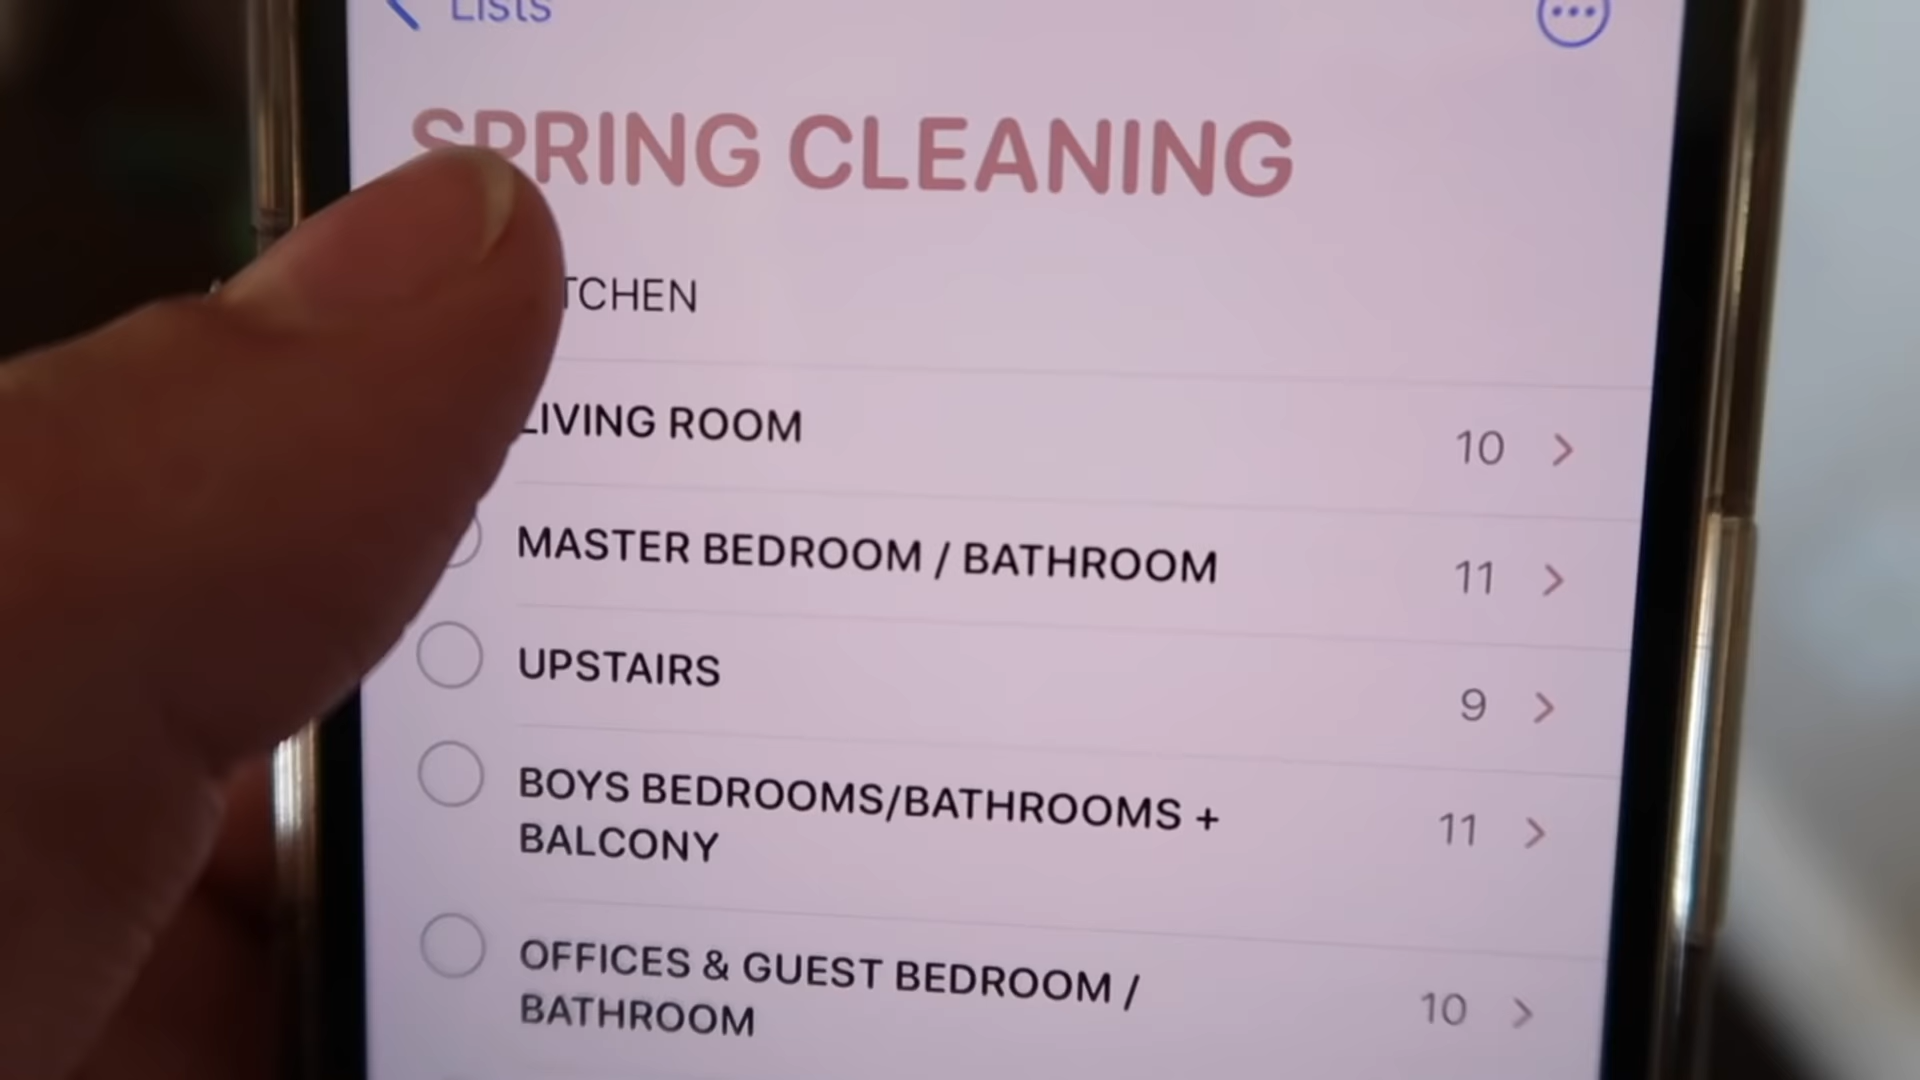 Lists
SPRING CLEANING
TCHEN
LIVING ROOM
10
MASTER BEDROOM / BATHROOM
11
UPSTAIRS
9
BOYS BEDROOMS/BATHROOMS +
BALCONY
11
OFFICES & GUEST BEDROOM /
BATHROOM
10